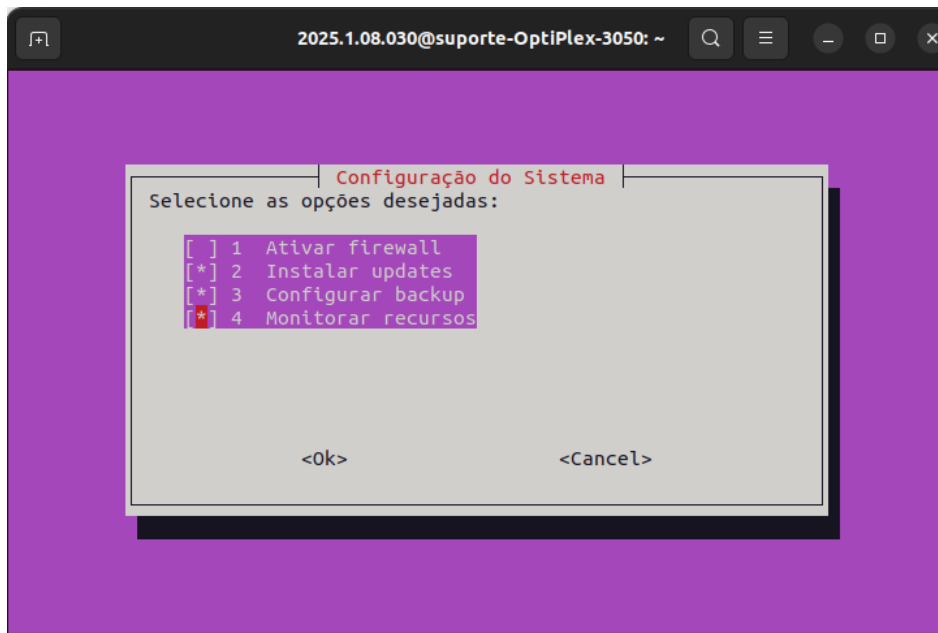 2025.1.08.030@suporte-OptiPlex-3050: ~
Configuração do Sistema
Selecione as opções desejadas:
[ ] 1 Ativar firewall
[*] 2 Instalar updates
[*] 3 Configurar backup
[*] 4 Monitorar recursos
<Ok> <Cancel>